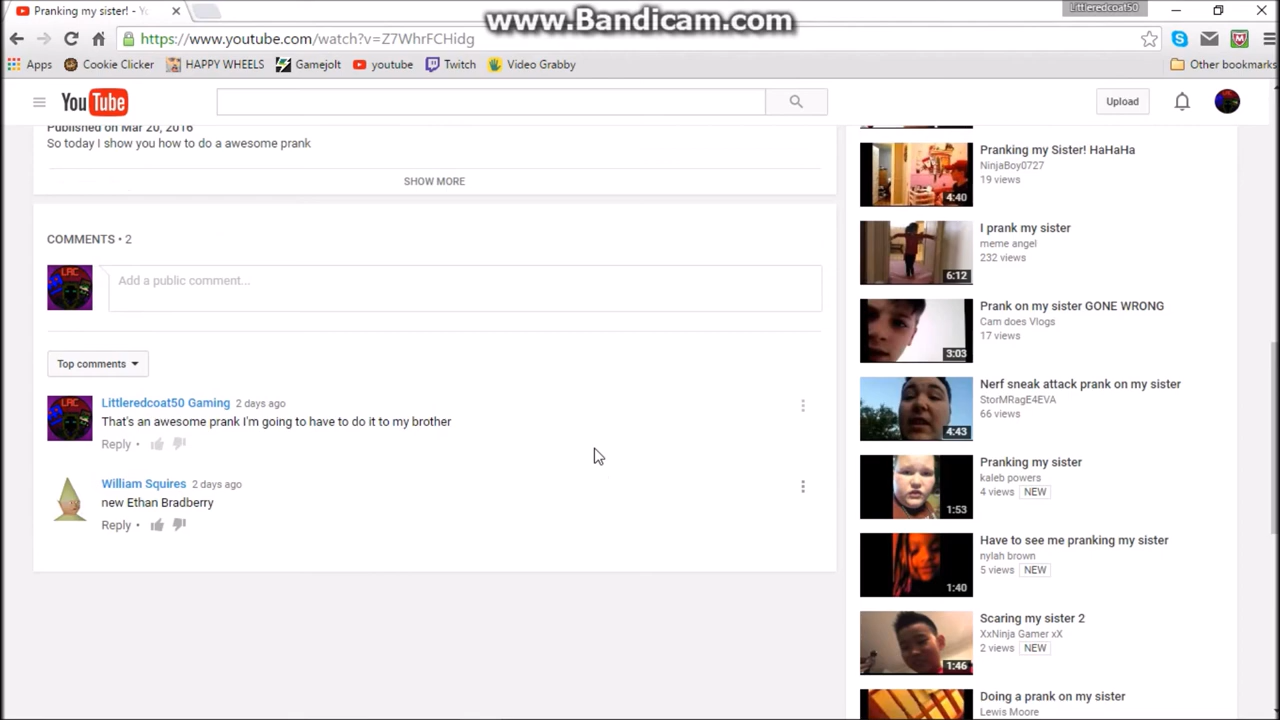 www.Bandicam.com
Pranking my sister! - Yo
Littleredcoat50
https://www.youtube.com/watch?v=Z7WhrFCHidg
Apps
Cookie Clicker
HAPPY WHEELS
Gamejolt
youtube
Twitch
Video Grabby
Other bookmarks
YouTube
Upload
Published on Mar 20, 2016
So today I show you how to do a awesome prank
SHOW MORE
COMMENTS • 2
LRC
Add a public comment...
Top comments
LRC
Littleredcoat50 Gaming 2 days ago
That's an awesome prank I'm going to have to do it to my brother
Reply •
William Squires 2 days ago
new Ethan Bradberry
Reply •
Pranking my Sister! HaHaHa
NinjaBoy0727
19 views
4:40
I prank my sister
meme angel
232 views
6:12
Prank on my sister GONE WRONG
Cam does Vlogs
17 views
3:03
Nerf sneak attack prank on my sister
StorMRagE4EVA
66 views
4:43
Pranking my sister
kaleb powers
4 views NEW
1:53
Have to see me pranking my sister
nylah brown
5 views NEW
1:40
Scaring my sister 2
XxNinja Gamer xX
2 views NEW
1:46
Doing a prank on my sister
Lewis Moore